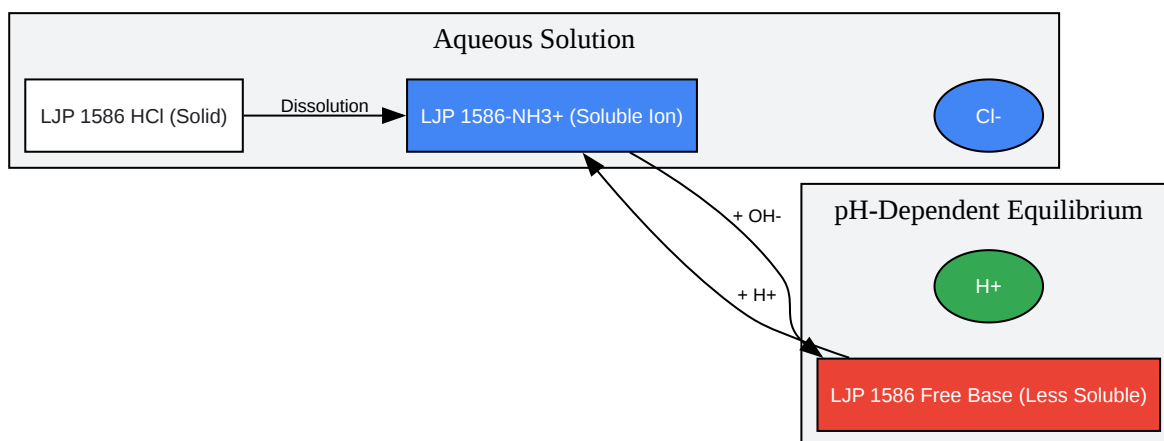 Aqueous Solution
LJP 1586 HCl (Solid)
Dissolution
LJP 1586-NH3+ (Soluble Ion)
Cl-
pH-Dependent Equilibrium
+ OH-
H+
+ H+
LJP 1586 Free Base (Less Soluble)